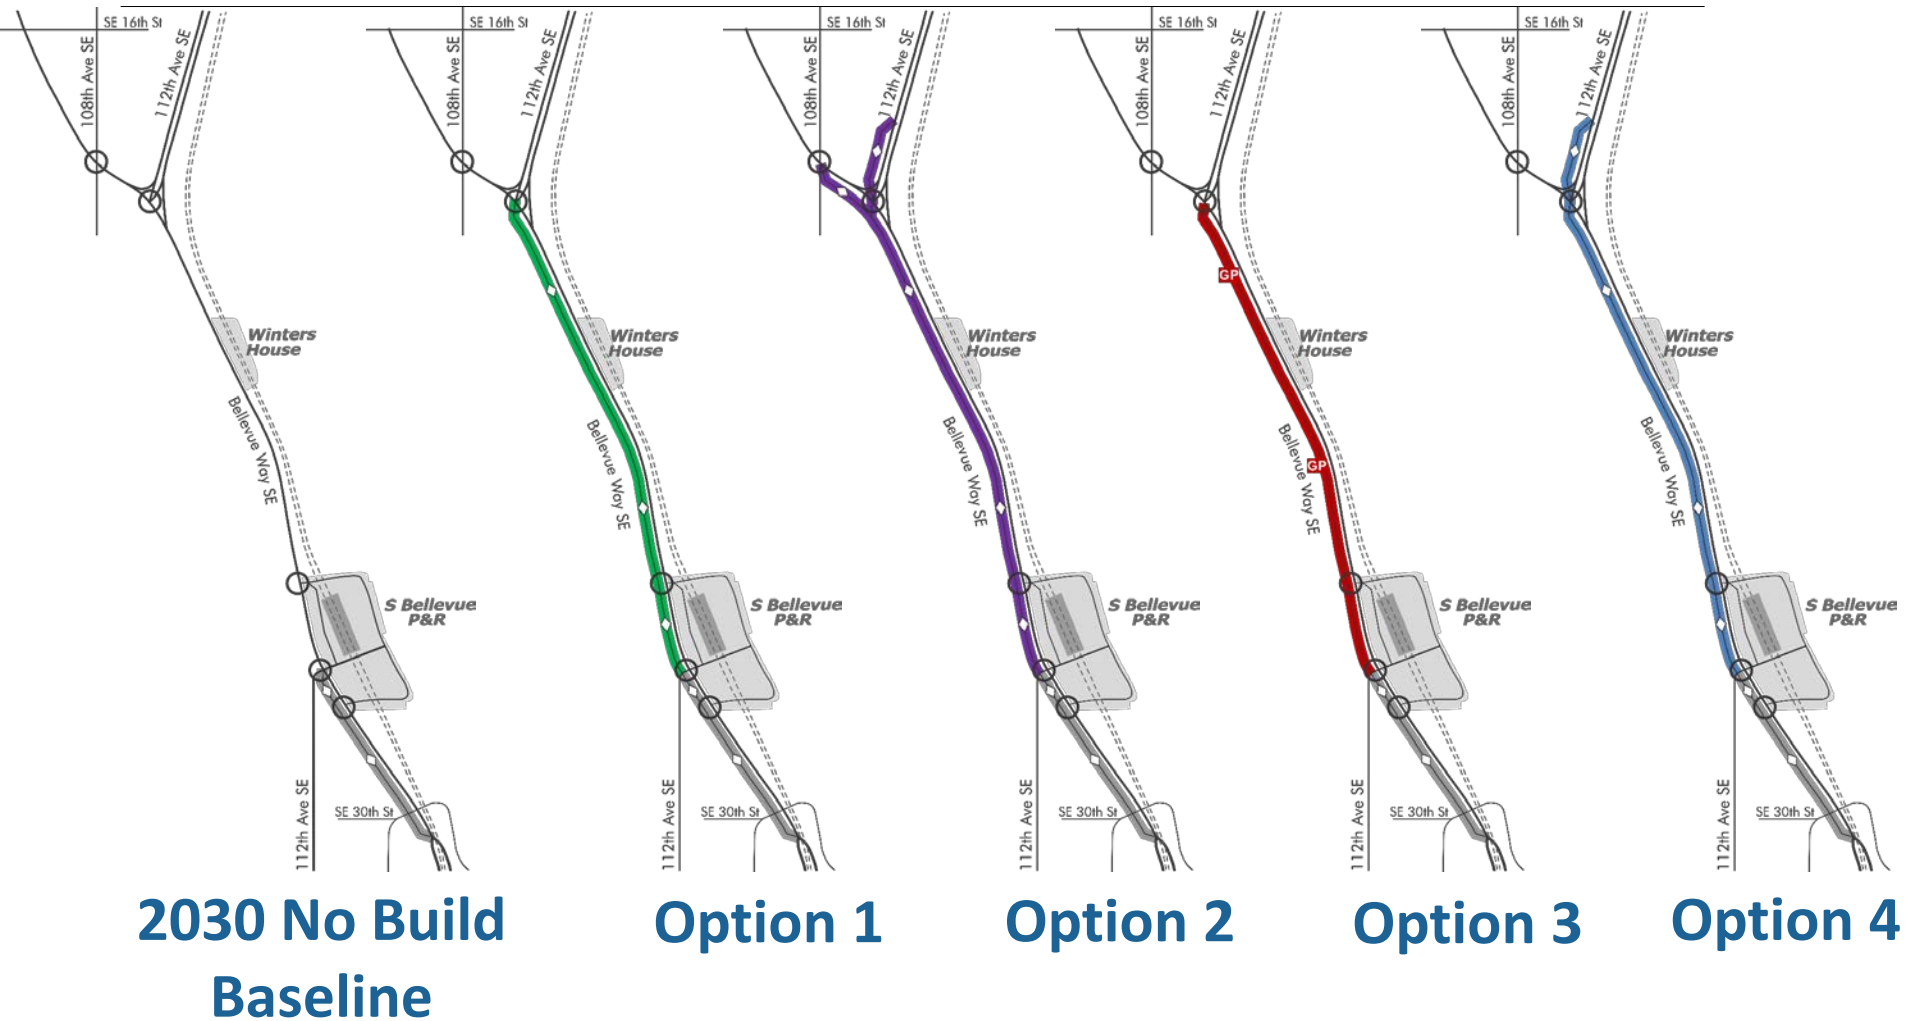 SE 16th St
108th Ave SE
112th Ave SE
Winters
House
Bellevue Way SE
S Bellevue
P&R
112th Ave SE
SE 30th St
2030 No Build
Baseline
SE 16th St
108th Ave SE
112th Ave SE
Winters
House
Bellevue Way SE
S Bellevue
P&R
112th Ave SE
SE 30th St
Option 1
SE 16th St
108th Ave SE
112th Ave SE
Winters
House
Bellevue Way SE
S Bellevue
P&R
112th Ave SE
SE 30th St
Option 2
SE 16th St
108th Ave SE
112th Ave SE
GP
Winters
House
Bellevue Way SE
GP
S Bellevue
P&R
112th Ave SE
SE 30th St
Option 3
SE 16th St
108th Ave SE
112th Ave SE
Winters
House
Bellevue Way SE
S Bellevue
P&R
112th Ave SE
SE 30th St
Option 4